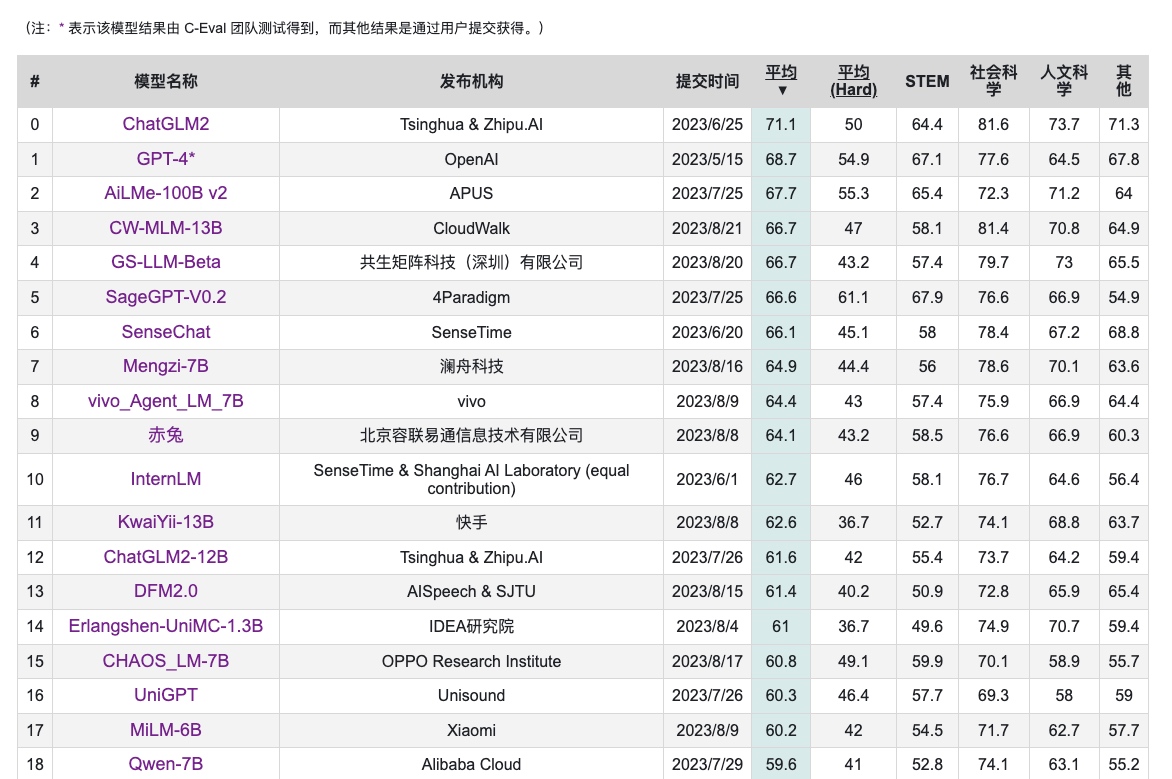 （注：* 表示该模型结果由 C-Eval 团队测试得到，而其他结果是通过用户提交获得。）
# 模型名称 发布机构 提交时间 平均 ▼ 平均 (Hard) STEM 社会科学 人文科学 其他
0 ChatGLM2 Tsinghua & Zhipu.AI 2023/6/25 71.1 50 64.4 81.6 73.7 71.3
1 GPT-4* OpenAI 2023/5/15 68.7 54.9 67.1 77.6 64.5 67.8
2 AiLMe-100B v2 APUS 2023/7/25 67.7 55.3 65.4 72.3 71.2 64
3 CW-MLM-13B CloudWalk 2023/8/21 66.7 47 58.1 81.4 70.8 64.9
4 GS-LLM-Beta 共生矩阵科技（深圳）有限公司 2023/8/20 66.7 43.2 57.4 79.7 73 65.5
5 SageGPT-V0.2 4Paradigm 2023/7/25 66.6 61.1 67.9 76.6 66.9 54.9
6 SenseChat SenseTime 2023/6/20 66.1 45.1 58 78.4 67.2 68.8
7 Mengzi-7B 澜舟科技 2023/8/16 64.9 44.4 56 78.6 70.1 63.6
8 vivo_Agent_LM_7B vivo 2023/8/9 64.4 43 57.4 75.9 66.9 64.4
9 赤兔 北京容联易通信息技术有限公司 2023/8/8 64.1 43.2 58.5 76.6 66.9 60.3
10 InternLM SenseTime & Shanghai AI Laboratory (equal contribution) 2023/6/1 62.7 46 58.1 76.7 64.6 56.4
11 KwaiYii-13B 快手 2023/8/8 62.6 36.7 52.7 74.1 68.8 63.7
12 ChatGLM2-12B Tsinghua & Zhipu.AI 2023/7/26 61.6 42 55.4 73.7 64.2 59.4
13 DFM2.0 AISpeech & SJTU 2023/8/15 61.4 40.2 50.9 72.8 65.9 65.4
14 Erlangshen-UniMC-1.3B IDEA研究院 2023/8/4 61 36.7 49.6 74.9 70.7 59.4
15 CHAOS_LM-7B OPPO Research Institute 2023/8/17 60.8 49.1 59.9 70.1 58.9 55.7
16 UniGPT Unisound 2023/7/26 60.3 46.4 57.7 69.3 58 59
17 MiLM-6B Xiaomi 2023/8/9 60.2 42 54.5 71.7 62.7 57.7
18 Qwen-7B Alibaba Cloud 2023/7/29 59.6 41 52.8 74.1 63.1 55.2